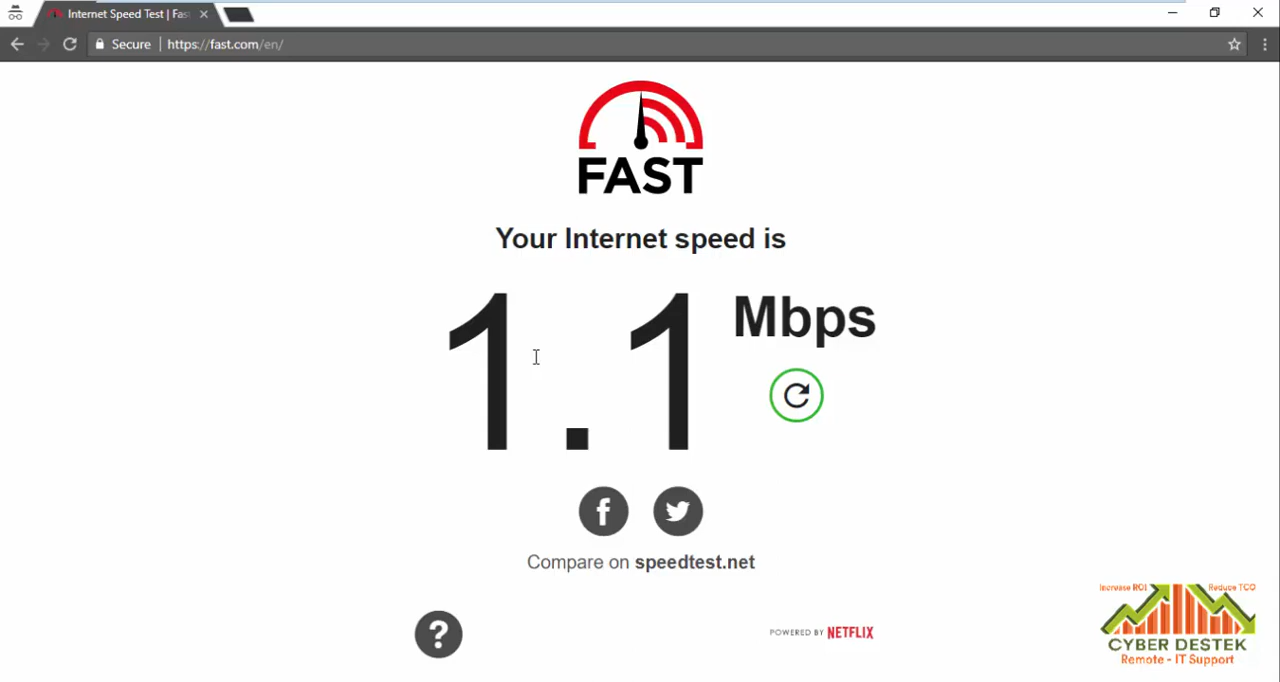 Internet Speed Test | Fas
Secure
https://fast.com/en/
FAST
Your Internet speed is
1.1 Mbps
f
Compare on speedtest.net
?
POWERED BY NETFLIX
Increase ROI Reduce TCO
CYBER DESTEK
Remote - IT Support